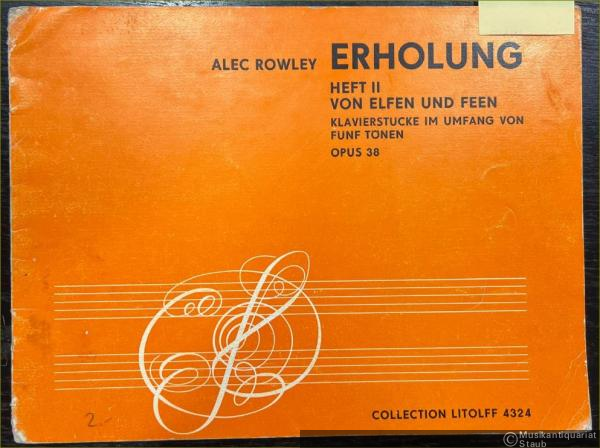 ALEC ROWLEY ERHOLUNG
HEFT II
VON ELFEN UND FEEN
KLAVIERSTUCKE IM UMFANG VON
FUNF TÖNEN
OPUS 38
2.-
COLLECTION LITOLFF 4324
© Musikantiquariat
Staub